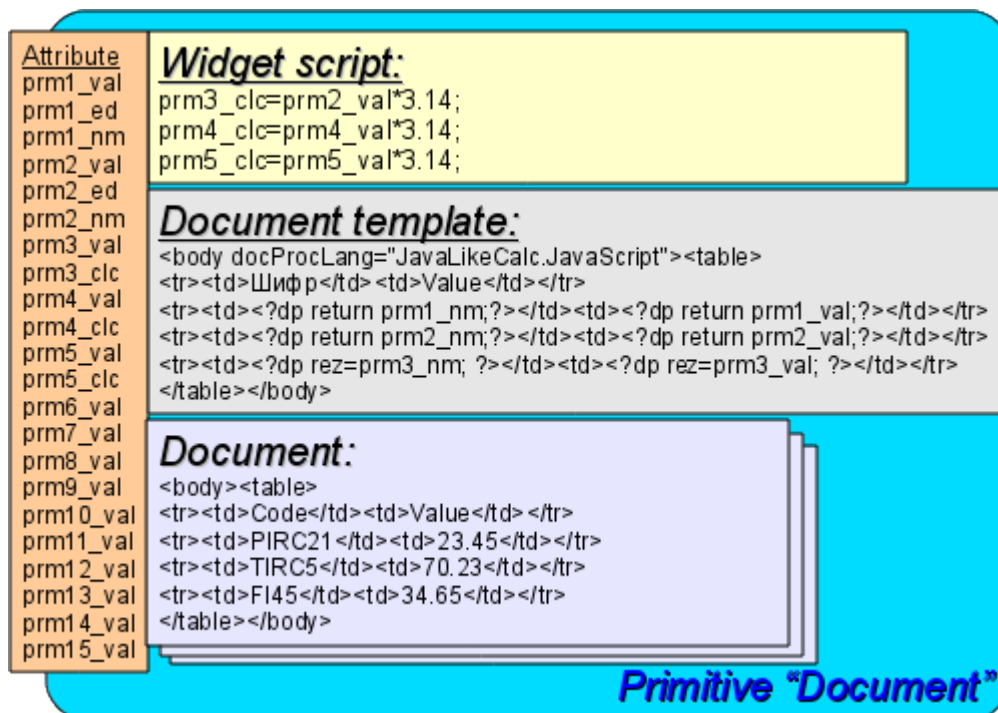 Attribute
prm1_val
prm1_ed
prm1_nm
prm2_val
prm2_ed
prm2_nm
prm3_val
prm3_clc
prm4_val
prm4_clc
prm5_val
prm5_clc
prm6_val
prm7_val
prm8_val
prm9_val
prm10_val
prm11_val
prm12_val
prm13_val
prm14_val
prm15_val
Widget script:
prm3_clc=prm2_val*3.14;
prm4_clc=prm4_val*3.14;
prm5_clc=prm5_val*3.14;
Document template:
<body docProcLang="JavaLikeCalc.JavaScript"><table>
<tr><td>Шифр</td><td>Value</td></tr>
<tr><td><?dp return prm1_nm;?></td><td><?dp return prm1_val;?></td></tr>
<tr><td><?dp return prm2_nm;?></td><td><?dp return prm2_val;?></td></tr>
<tr><td><?dp rez=prm3_nm; ?></td><td><?dp rez=prm3_val; ?></td></tr>
</table></body>
Document:
<body><table>
<tr><td>Code</td><td>Value</td></tr>
<tr><td>PIRC21</td><td>23.45</td></tr>
<tr><td>TIRC5</td><td>70.23</td></tr>
<tr><td>FI45</td><td>34.65</td></tr>
</table></body>
Primitive “Document”